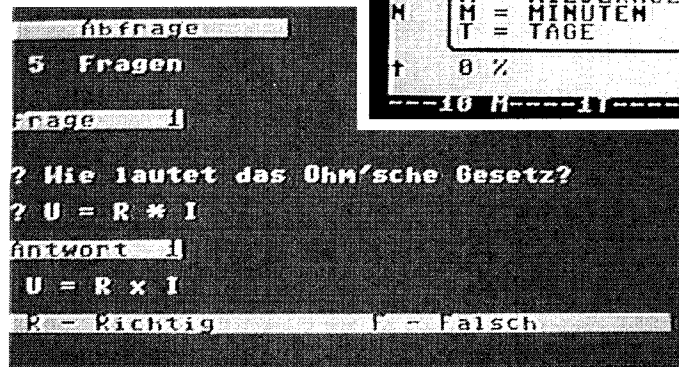 Abfrage
5 Fragen
Frage 1
? Wie lautet das Ohm'sche Gesetz?
? U = R * I
Antwort 1
U = R x I
R - Richtig F - Falsch
N M = MINUTEN
T = TAGE
↑ 0 %
---10 M----1T----